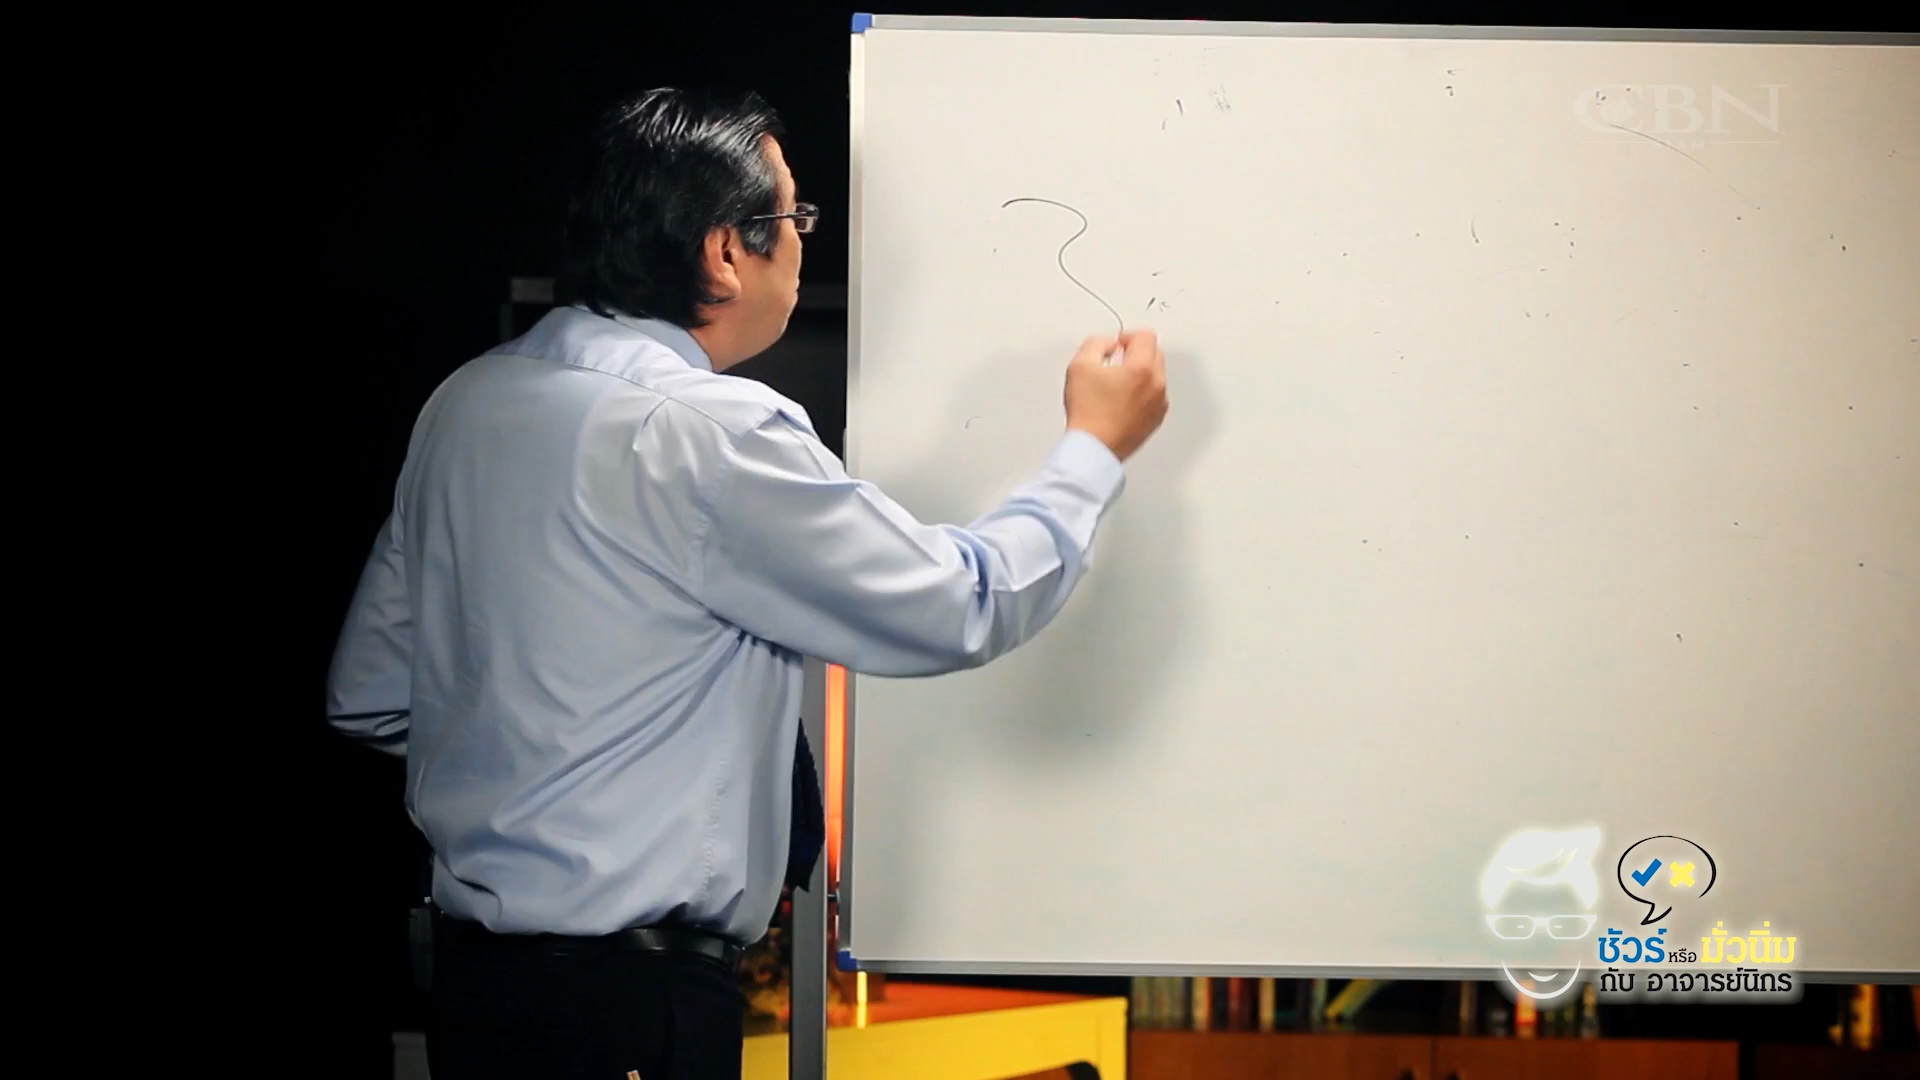 CBN
SIAM
ชัวร์ หรือ มั่วนิ่ม
กับ อาจารย์นิกร